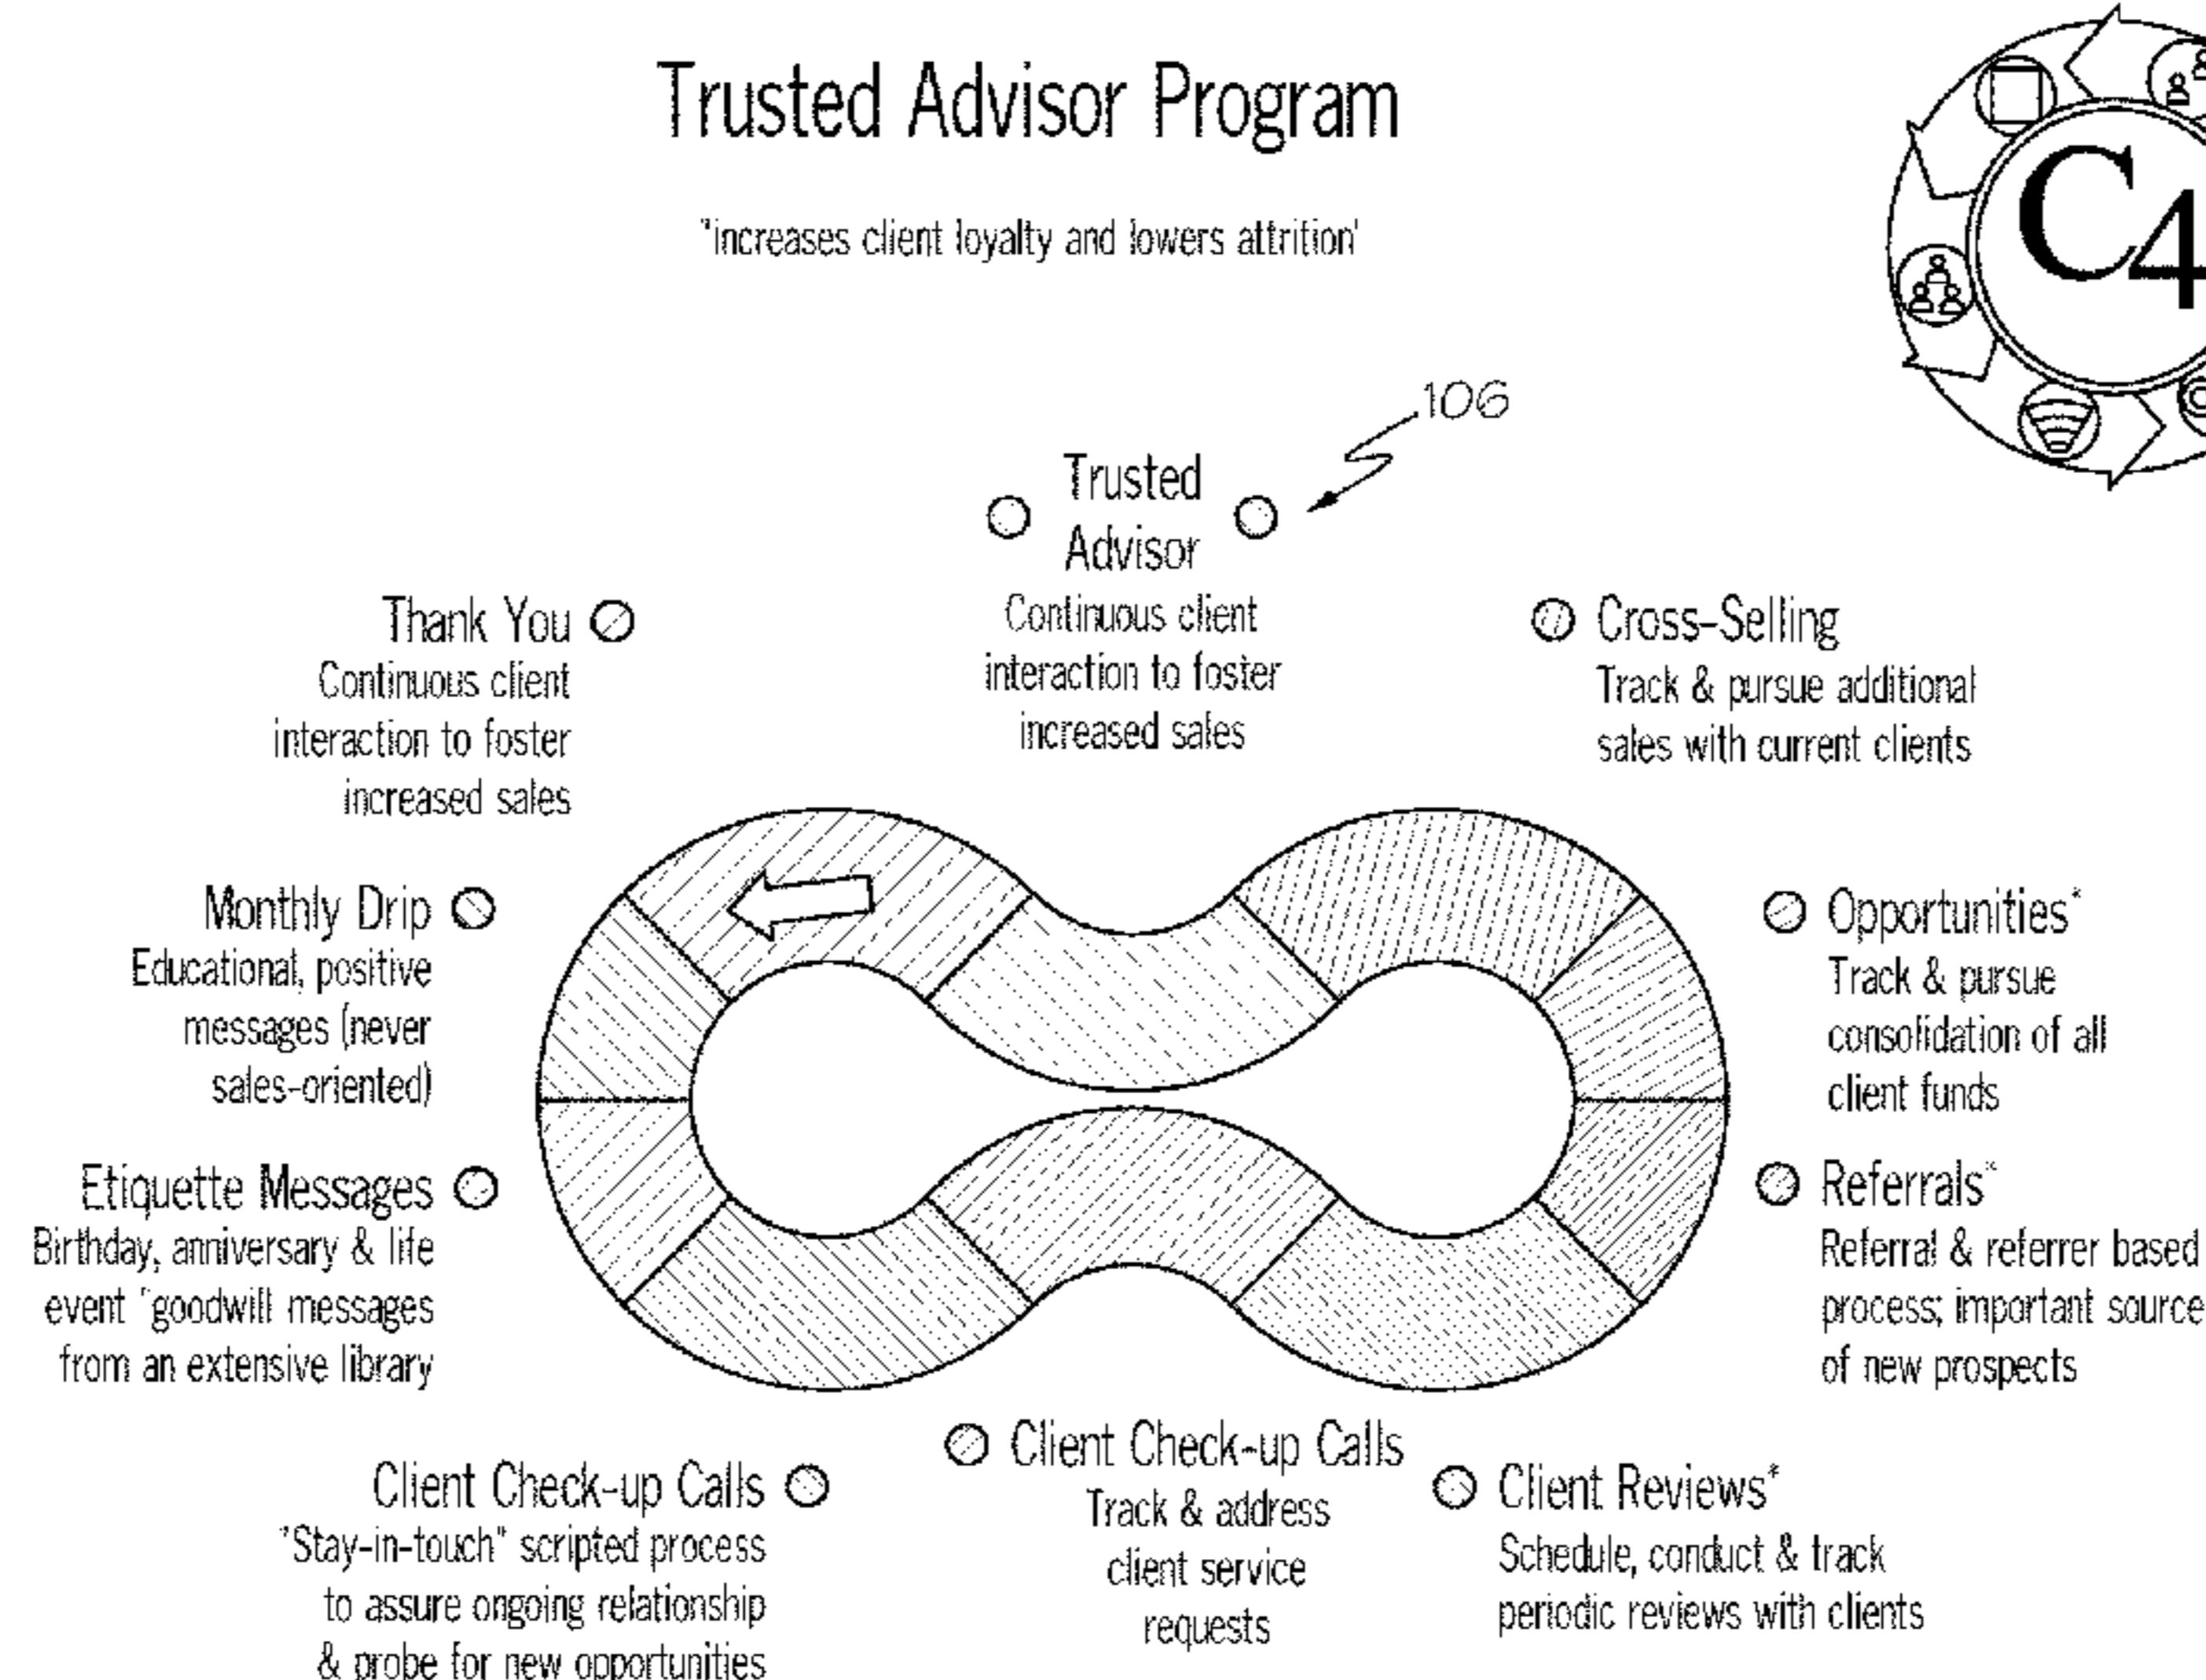 Trusted Advisor Program
"increases client loyalty and lowers attrition'
C4
106
Trusted
Advisor
Continuous client
interaction to foster
increased sales
Thank You
Continuous client
interaction to foster
increased sales
Cross-Selling
Track & pursue additional
sales with current clients
Monthly Drip
Educational, positive
messages (never
sales-oriented)
Opportunities*
Track & pursue
consolidation of all
client funds
Etiquette Messages
Birthday, anniversary & life
event "goodwill messages
from an extensive library
Referrals*
Referral & referrer based
process; important source
of new prospects
Client Check-up Calls
"Stay-in-touch" scripted process
to assure ongoing relationship
& probe for new opportunities
Client Check-up Calls
Track & address
client service
requests
Client Reviews*
Schedule, conduct & track
periodic reviews with clients